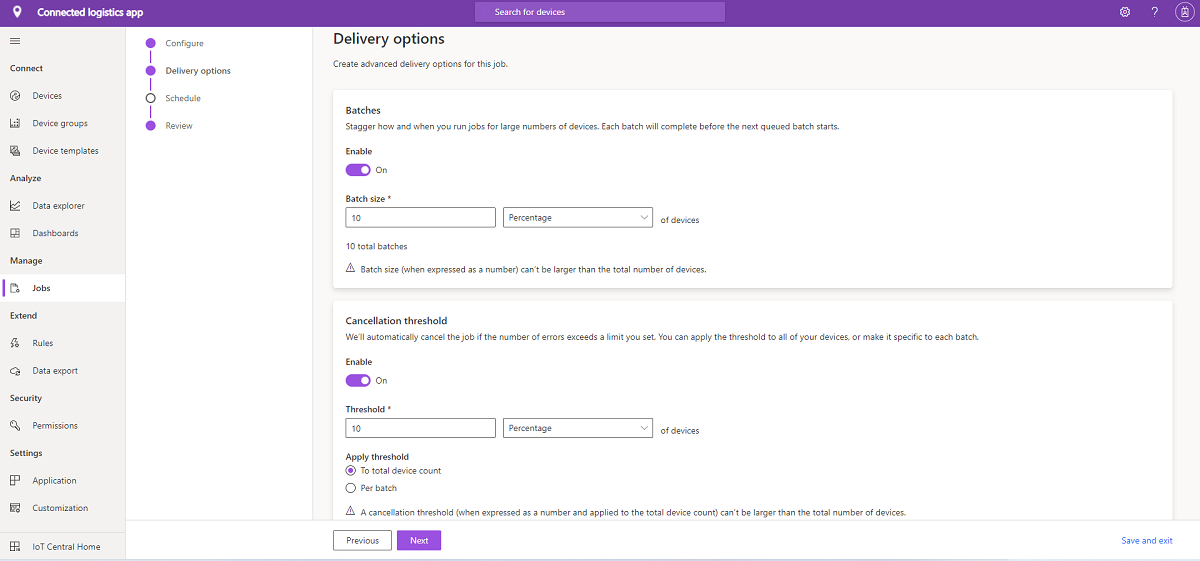 Connected logistics app
Search for devices
?
Connect
Devices
Device groups
Device templates
Analyze
Data explorer
Dashboards
Manage
Jobs
Extend
Rules
Data export
Security
Permissions
Settings
Application
Customization
IoT Central Home
Configure
Delivery options
Schedule
Review
Delivery options
Create advanced delivery options for this job.
Batches
Stagger how and when you run jobs for large numbers of devices. Each batch will complete before the next queued batch starts.
Enable
On
Batch size *
10 Percentage of devices
10 total batches
Batch size (when expressed as a number) can't be larger than the total number of devices.
Cancellation threshold
We'll automatically cancel the job if the number of errors exceeds a limit you set. You can apply the threshold to all of your devices, or make it specific to each batch.
Enable
On
Threshold *
10 Percentage of devices
Apply threshold
To total device count
Per batch
A cancellation threshold (when expressed as a number and applied to the total device count) can't be larger than the total number of devices.
Previous Next Save and exit